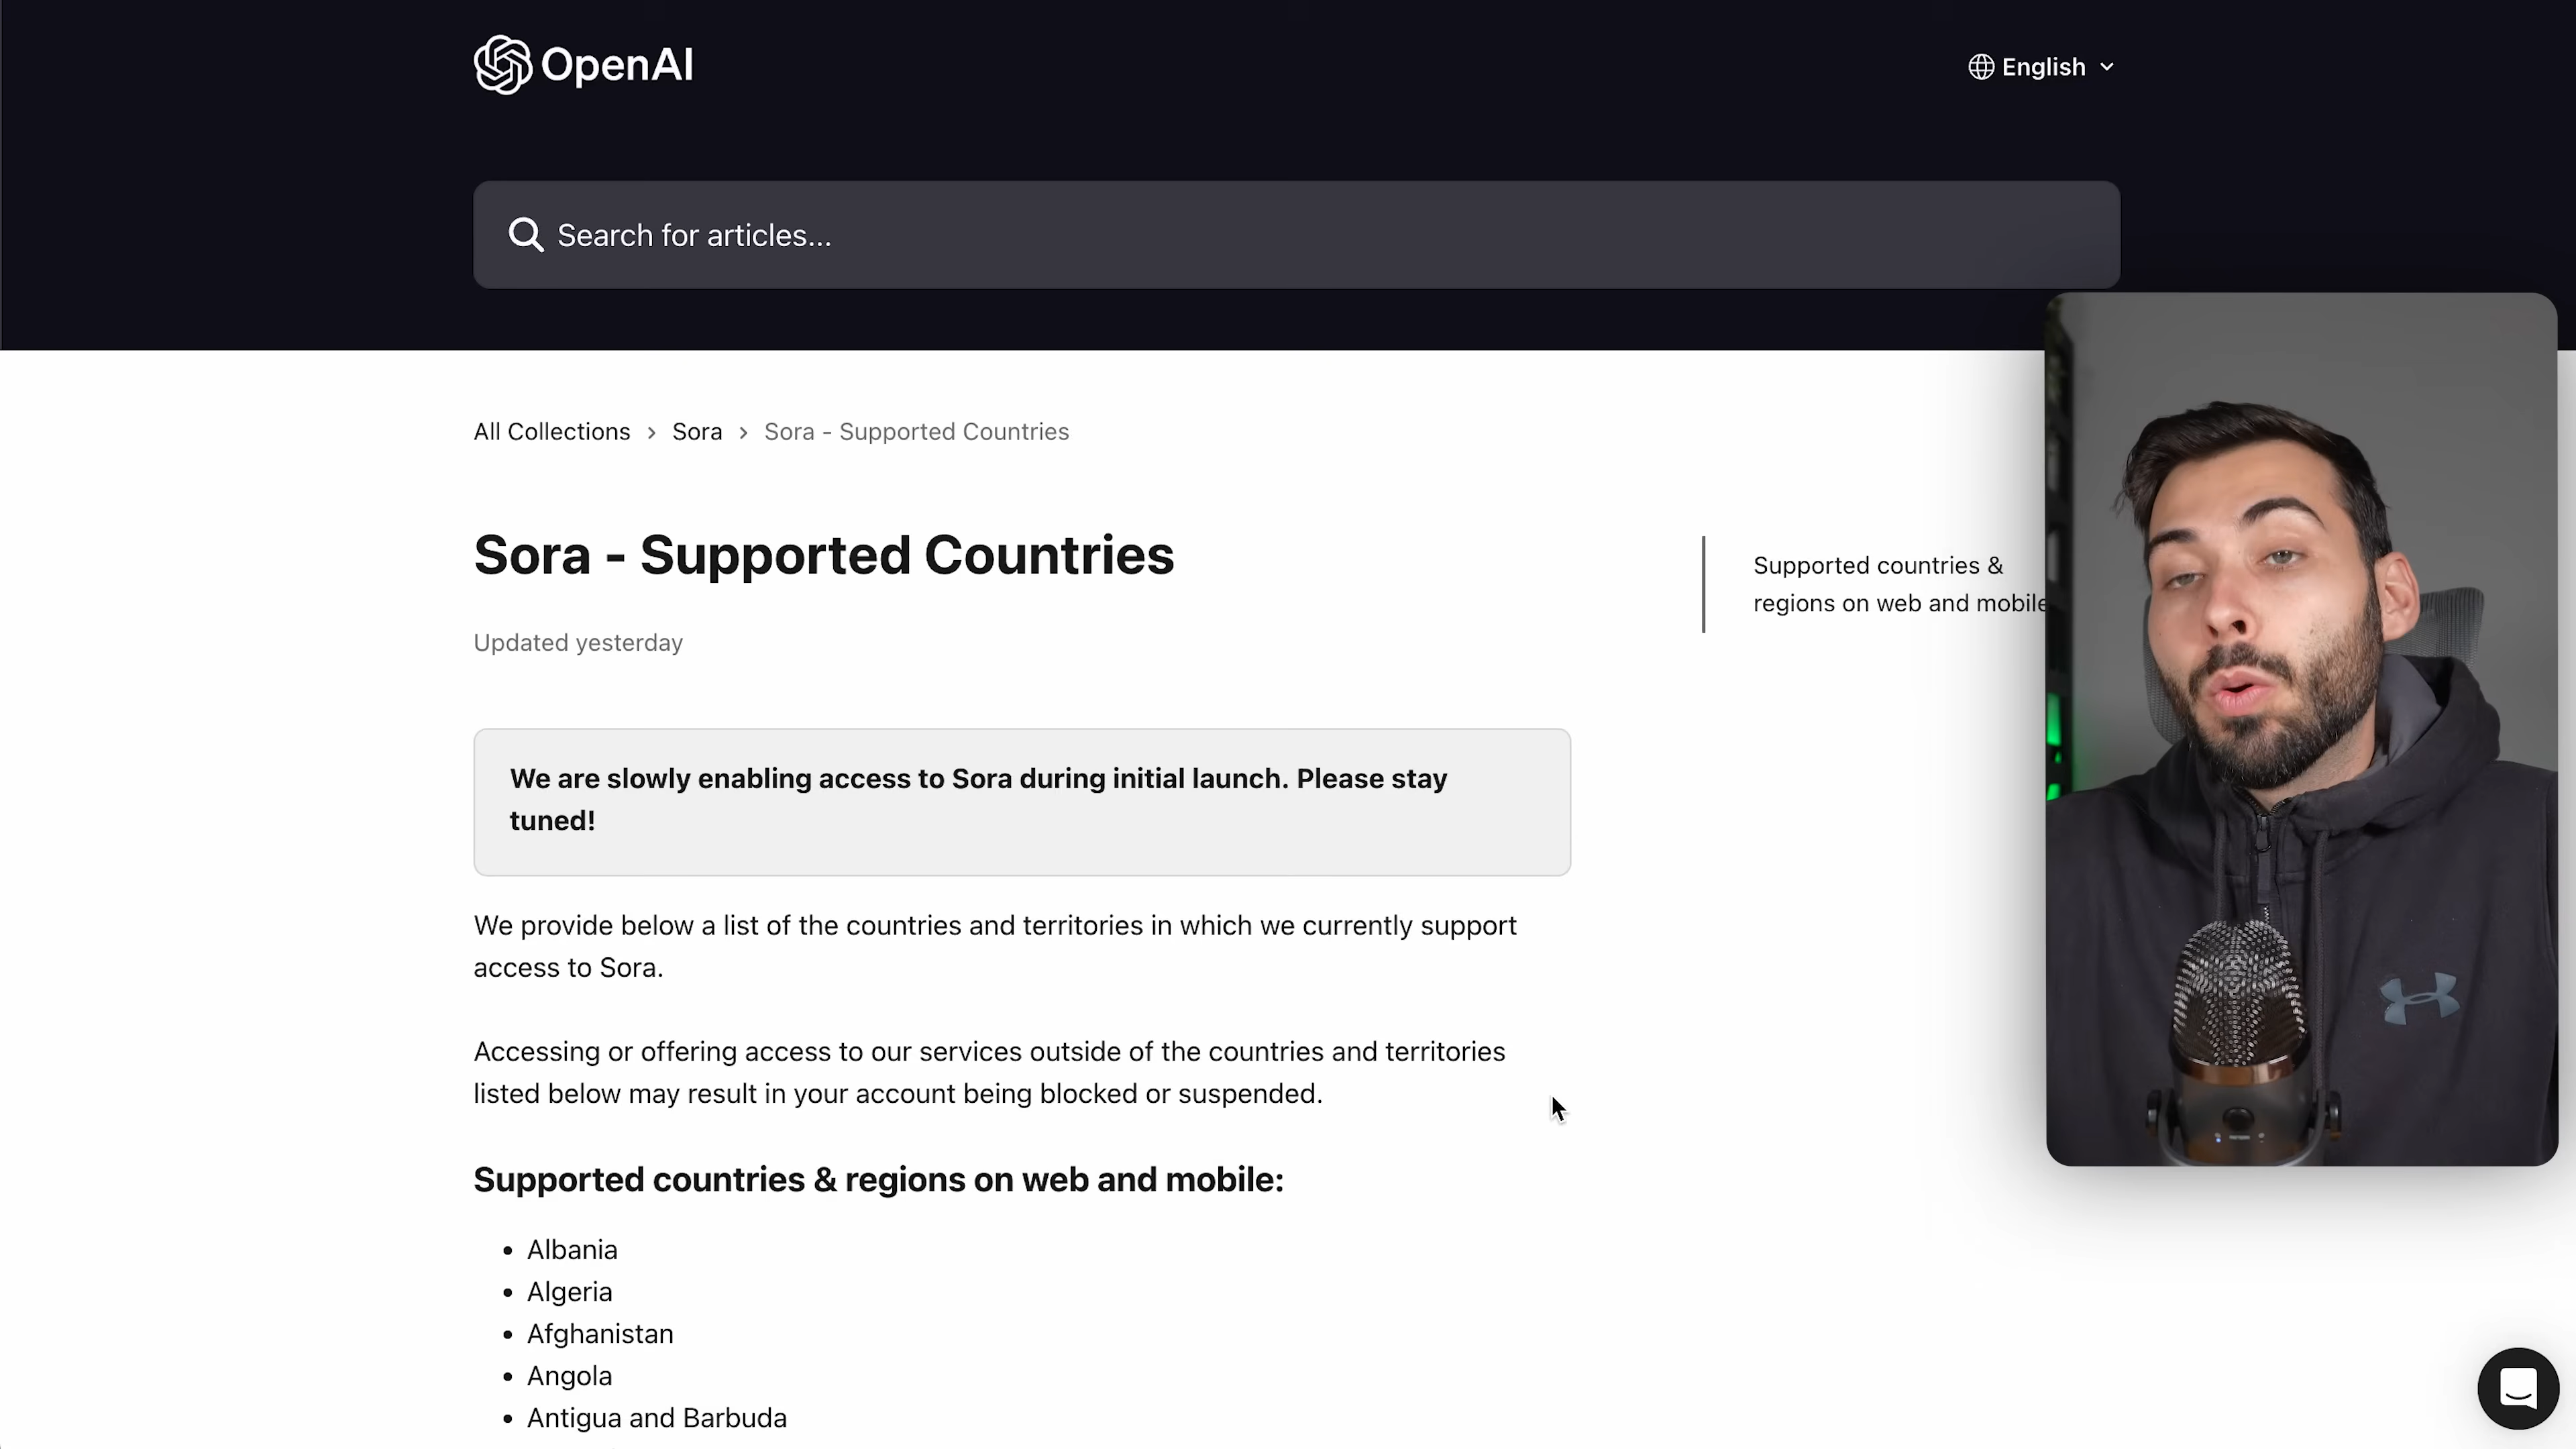 OpenAI
English
Search for articles...
All Collections > Sora > Sora - Supported Countries
Sora - Supported Countries
Updated yesterday
Supported countries &
regions on web and mobile
We are slowly enabling access to Sora during initial launch. Please stay
tuned!
We provide below a list of the countries and territories in which we currently support
access to Sora.
Accessing or offering access to our services outside of the countries and territories
listed below may result in your account being blocked or suspended.
Supported countries & regions on web and mobile:
• Albania
• Algeria
• Afghanistan
• Angola
• Antigua and Barbuda